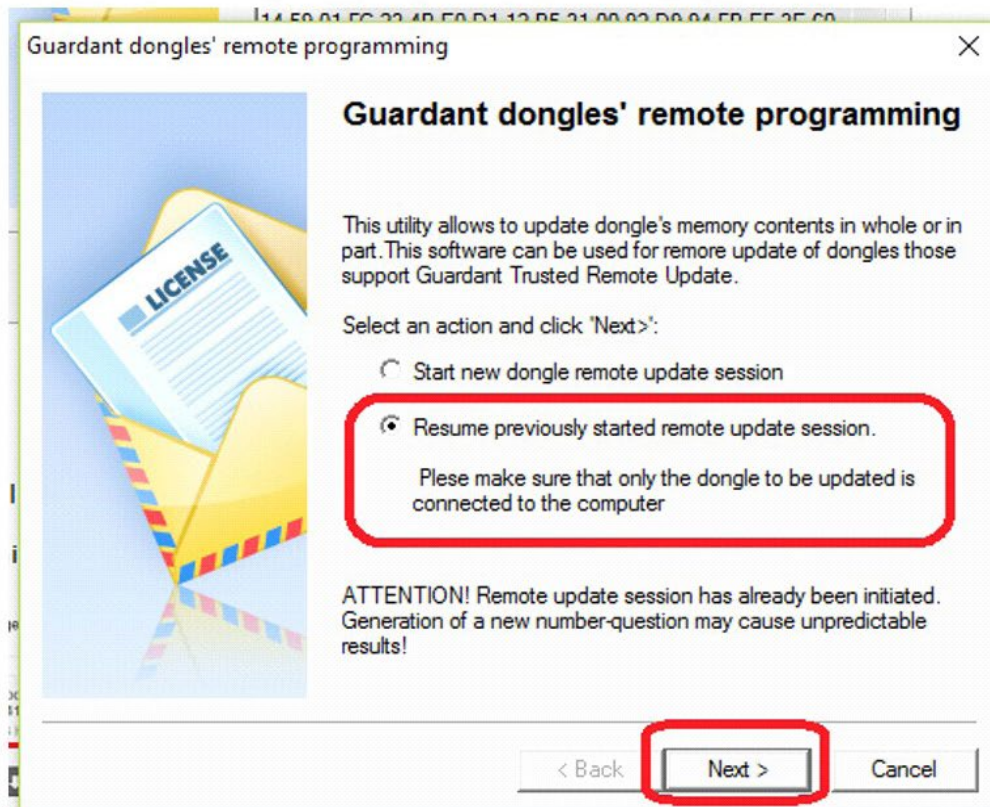 Guardant dongles' remote programming
Guardant dongles' remote programming
This utility allows to update dongle's memory contents in whole or in
part.This software can be used for remore update of dongles those
support Guardant Trusted Remote Update.
Select an action and click 'Next>':
Start new dongle remote update session
Resume previously started remote update session.
Plese make sure that only the dongle to be updated is
connected to the computer
LICENSE
ATTENTION! Remote update session has already been initiated.
Generation of a new number-question may cause unpredictable
results!
< Back
Next >
Cancel